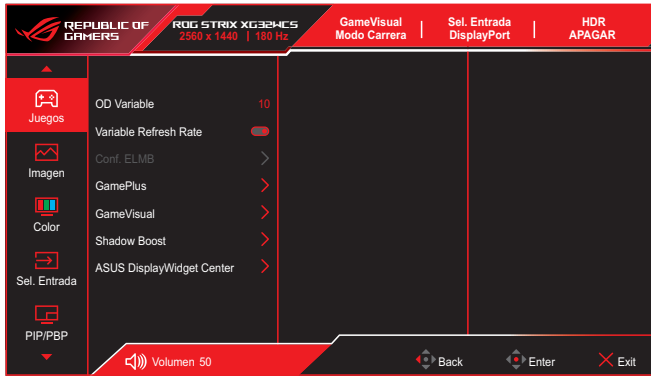 REPUBLIC OF
GAMERS
ROG STRIX XG32WCS
2560 x 1440 | 180 Hz
GameVisual
Modo Carrera
Sel. Entrada
DisplayPort
HDR
APAGAR
Juegos
Imagen
Color
Sel. Entrada
PIP/PBP
OD Variable 10
Variable Refresh Rate
Conf. ELMB
GamePlus
GameVisual
Shadow Boost
ASUS DisplayWidget Center
Volumen 50
Back
Enter
Exit